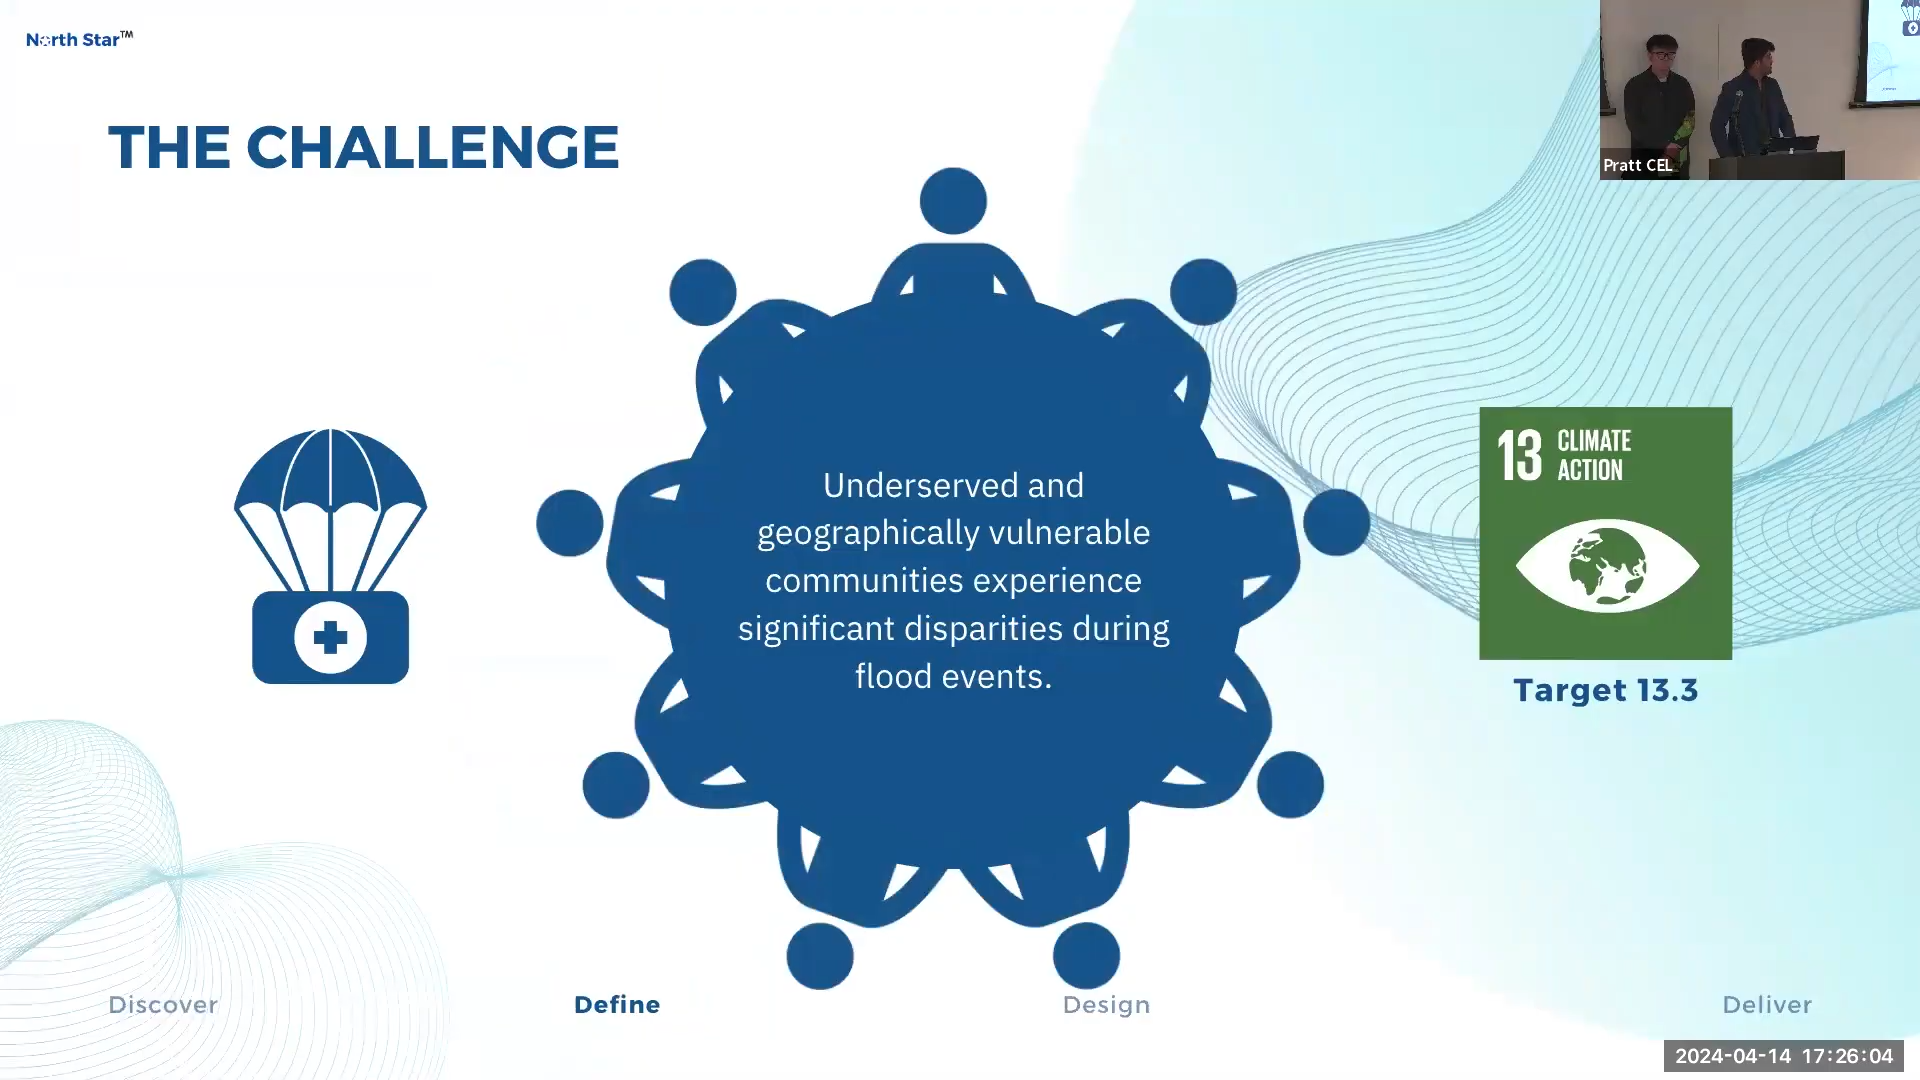 North Star™
THE CHALLENGE
Pratt CEL
Underserved and
geographically vulnerable
communities experience
significant disparities during
flood events.
13 CLIMATE
ACTION
Target 13.3
Discover
Define
Design
Deliver
2024-04-14 17:26:04